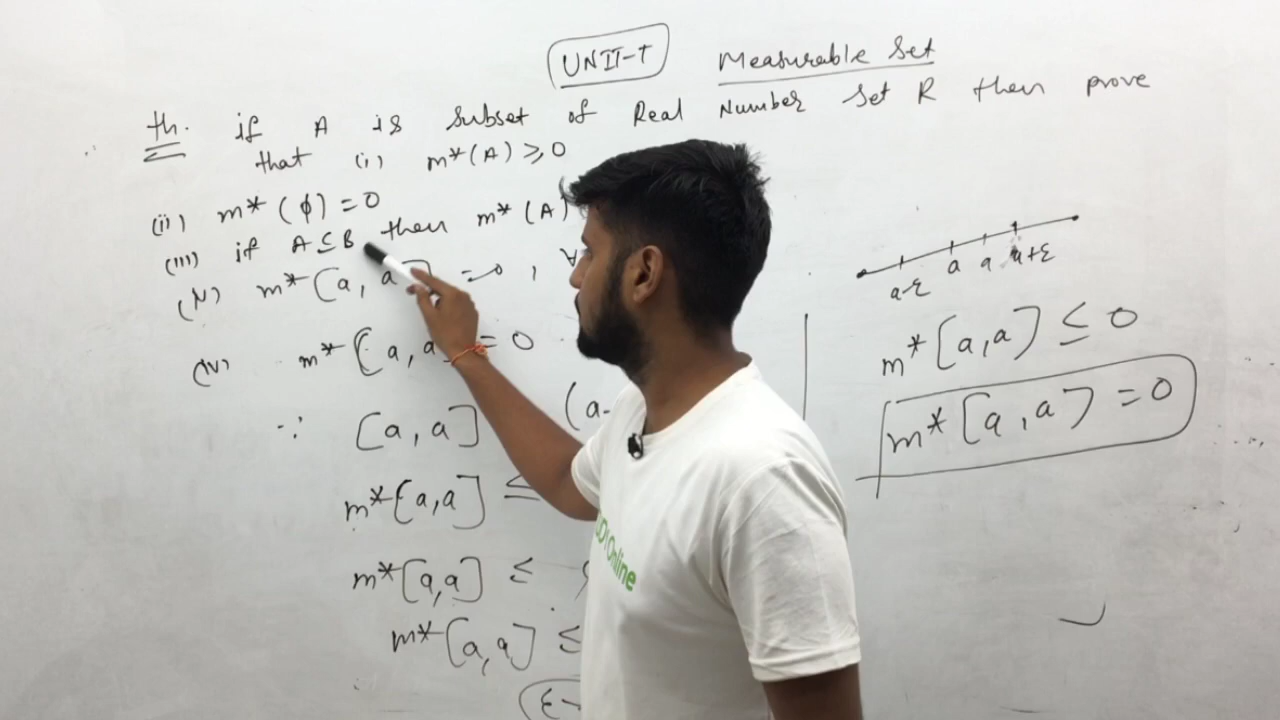 UNIT-I Measurable Set
th. if A is subset of Real Number Set R then prove
that (i) m*(A) ≥ 0
(ii) m*(ϕ) = 0
(iii) if A ⊆ B then m*(A)
(iv) m*[a, a] = 0, ∀
(iv) m*[a, a = 0
∵ [a, a] (a-
m*[a, a] ≤
m*[a, a] ≤
m*[a, a] ≤
ε-
a-ε a a a+ε
m*[a, a] ≤ 0
m*[a, a] = 0
Online